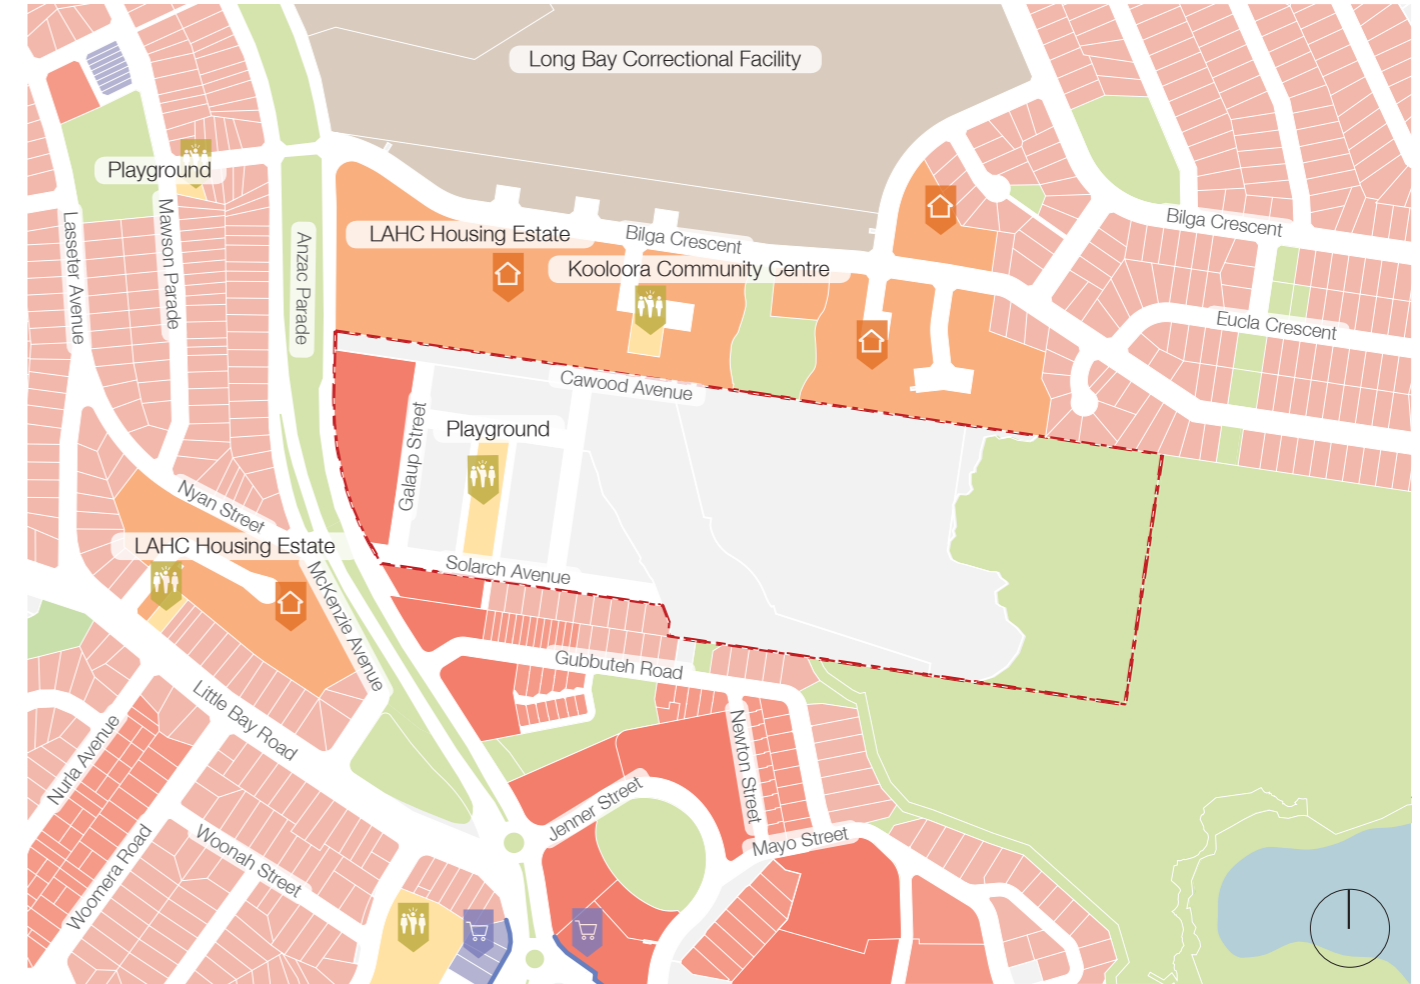 Long Bay Correctional Facility
Playground
Lasseter Avenue
Mawson Parade
Anzac Parade
LAHC Housing Estate
Bilga Crescent
Kooloora Community Centre
Bilga Crescent
Eucla Crescent
Cawood Avenue
Galaup Street
Playground
Nyan Street
LAHC Housing Estate
McKenzie Avenue
Solarch Avenue
Gubbuteh Road
Little Bay Road
Nurla Avenue
Newton Street
Jenner Street
Mayo Street
Woomera Road
Woonah Street